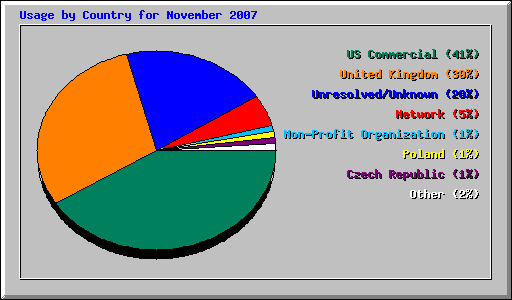 Usage by Country for November 2007
US Commercial (41%)
United Kingdom (30%)
Unresolved/Unknown (20%)
Network (5%)
Non-Profit Organization (1%)
Poland (1%)
Czech Republic (1%)
Other (2%)